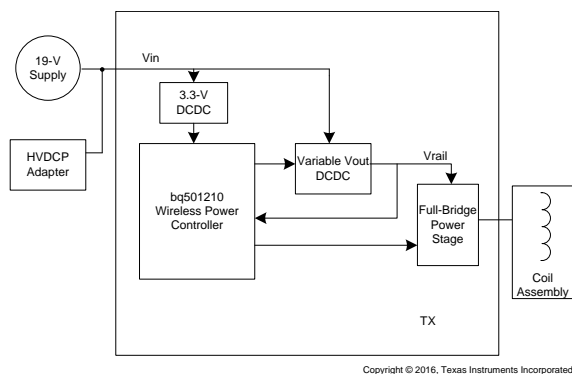 19-V
Supply
Vin
3.3-V
DCDC
HVDCP
Adapter
bq501210
Wireless Power
Controller
Variable Vout
DCDC
Vrail
Full-Bridge
Power
Stage
Coil
Assembly
TX
Copyright © 2016, Texas Instruments Incorporated